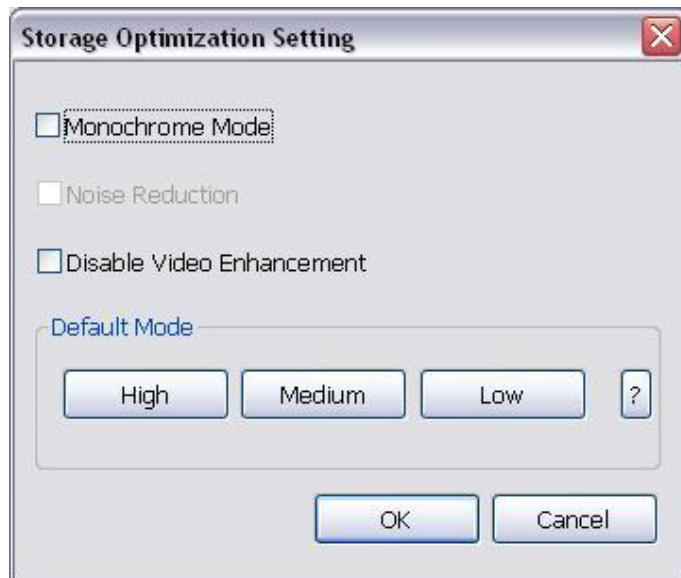 Storage Optimization Setting
Monochrome Mode
Noise Reduction
Disable Video Enhancement
Default Mode
High Medium Low ?
OK Cancel